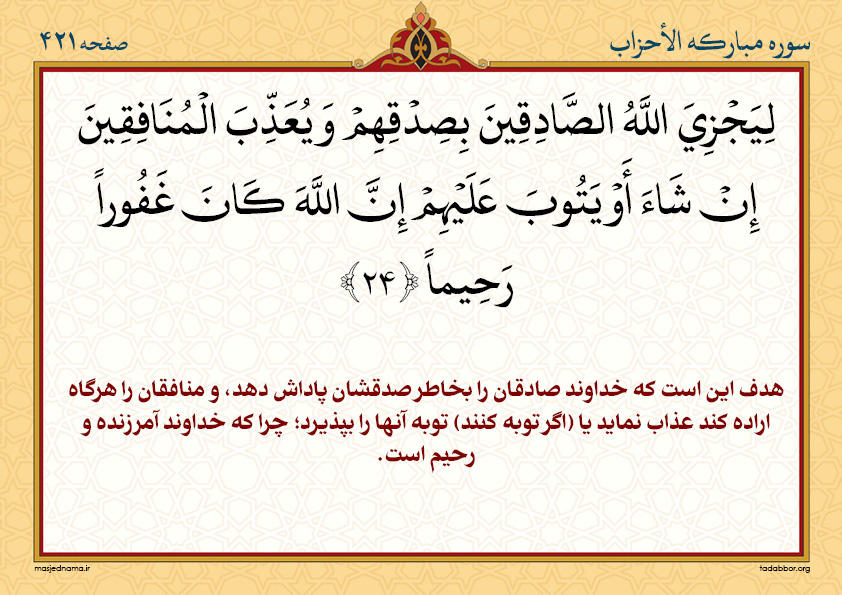 سوره مبارکه الأحزاب
صفحه ۴۲۱
لِيَجْزِيَ اللَّهُ الصَّادِقِينَ بِصِدْقِهِمْ وَيُعَذِّبَ الْمُنَافِقِينَ
إِنْ شَاءَ أَوْ يَتُوبَ عَلَيْهِمْ إِنَّ اللَّهَ كَانَ غَفُوراً
رَحِيماً ﴿۲۴﴾
هدف این است که خداوند صادقان را بخاطر صدقشان پاداش دهد، و منافقان را هرگاه
اراده کند عذاب نماید یا (اگر توبه کنند) توبه آنها را بپذیرد؛ چرا که خداوند آمرزنده و
رحیم است.
masjednama.ir
tadabbor.org